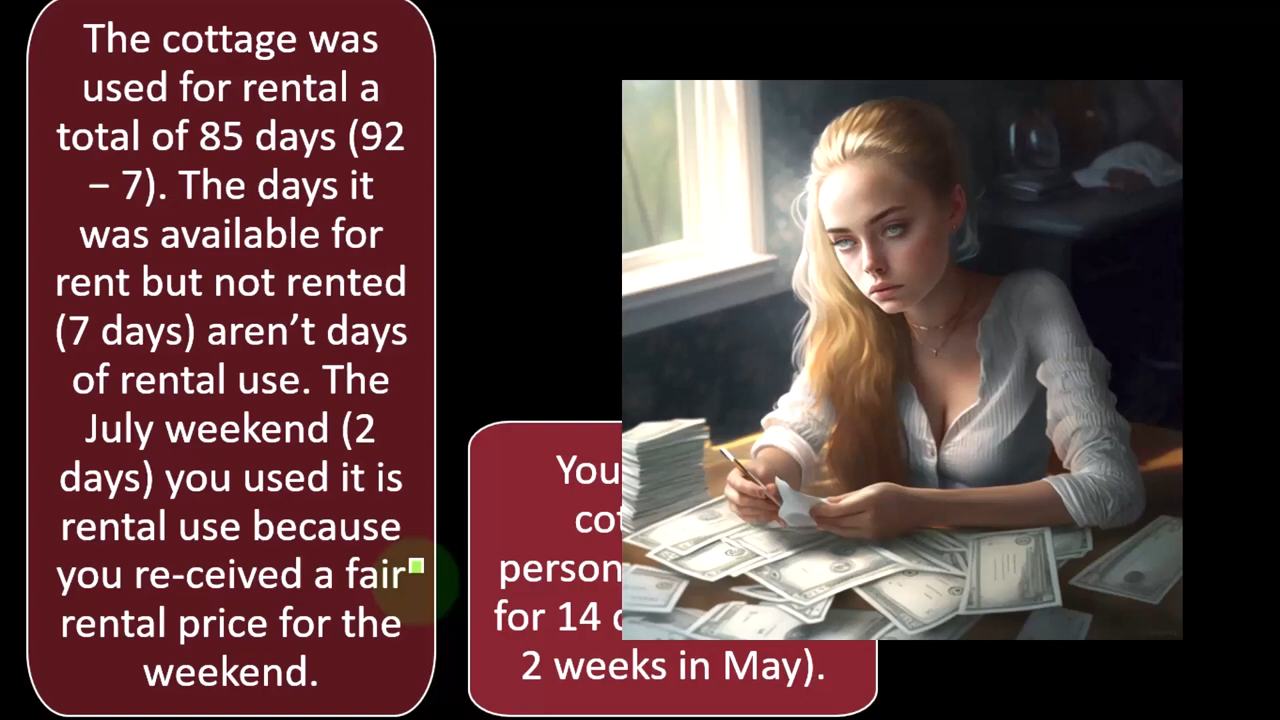 The cottage was
used for rental a
total of 85 days (92
− 7). The days it
was available for
rent but not rented
(7 days) aren’t days
of rental use. The
July weekend (2
days) you used it is
rental use because
you re-ceived a fair
rental price for the
weekend.
You
for 14
2 weeks in May).